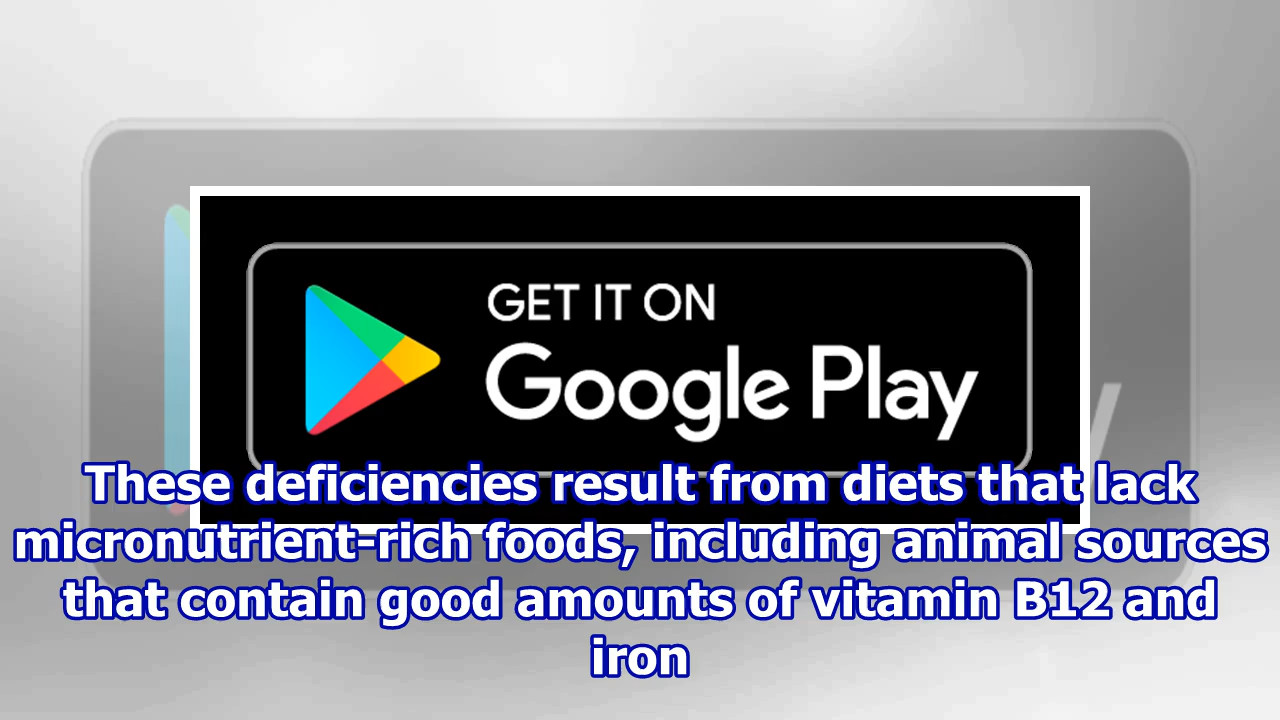 GET IT ON
Google Play
These deficiencies result from diets that lack
micronutrient-rich foods, including animal sources
that contain good amounts of vitamin B12 and
iron